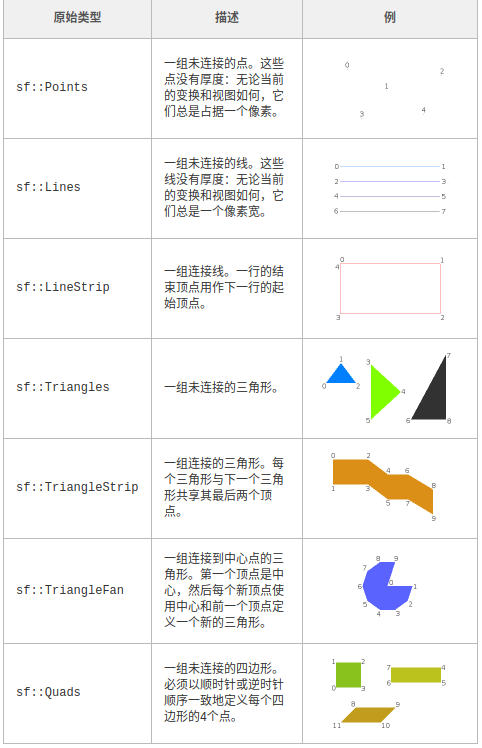 原始类型 描述 例
sf::Points
一组未连接的点。这些
点没有厚度：无论当前
的变换和视图如何，它
们总是占据一个像素。
0
2
1
3
4
sf::Lines
一组未连接的线。这些
线没有厚度：无论当前
的变换和视图如何，它
们总是一个像素宽。
0 1
2 3
4 5
6 7
sf::LineStrip
一组连接线。一行的结
束顶点用作下一行的起
始顶点。
0 1
4
3 2
sf::Triangles
一组未连接的三角形。
1 3 7
0 2 4
5 6 8
sf::TriangleStrip
一组连接的三角形。每
个三角形与下一个三角
形共享其最后两个顶
点。
0 2
4 6
1 3 8
5 7
9
sf::TriangleFan
一组连接到中心点的三
角形。第一个顶点是中
心，然后每个新顶点使
用中心和前一个顶点定
义一个新的三角形。
8 9
7
6 0 1
5 2
4 3
sf::Quads
一组未连接的四边形。
必须以顺时针或逆时针
顺序一致地定义每个四
边形的4个点。
1 2 7 4
0 3 6 5
8 9
11 10